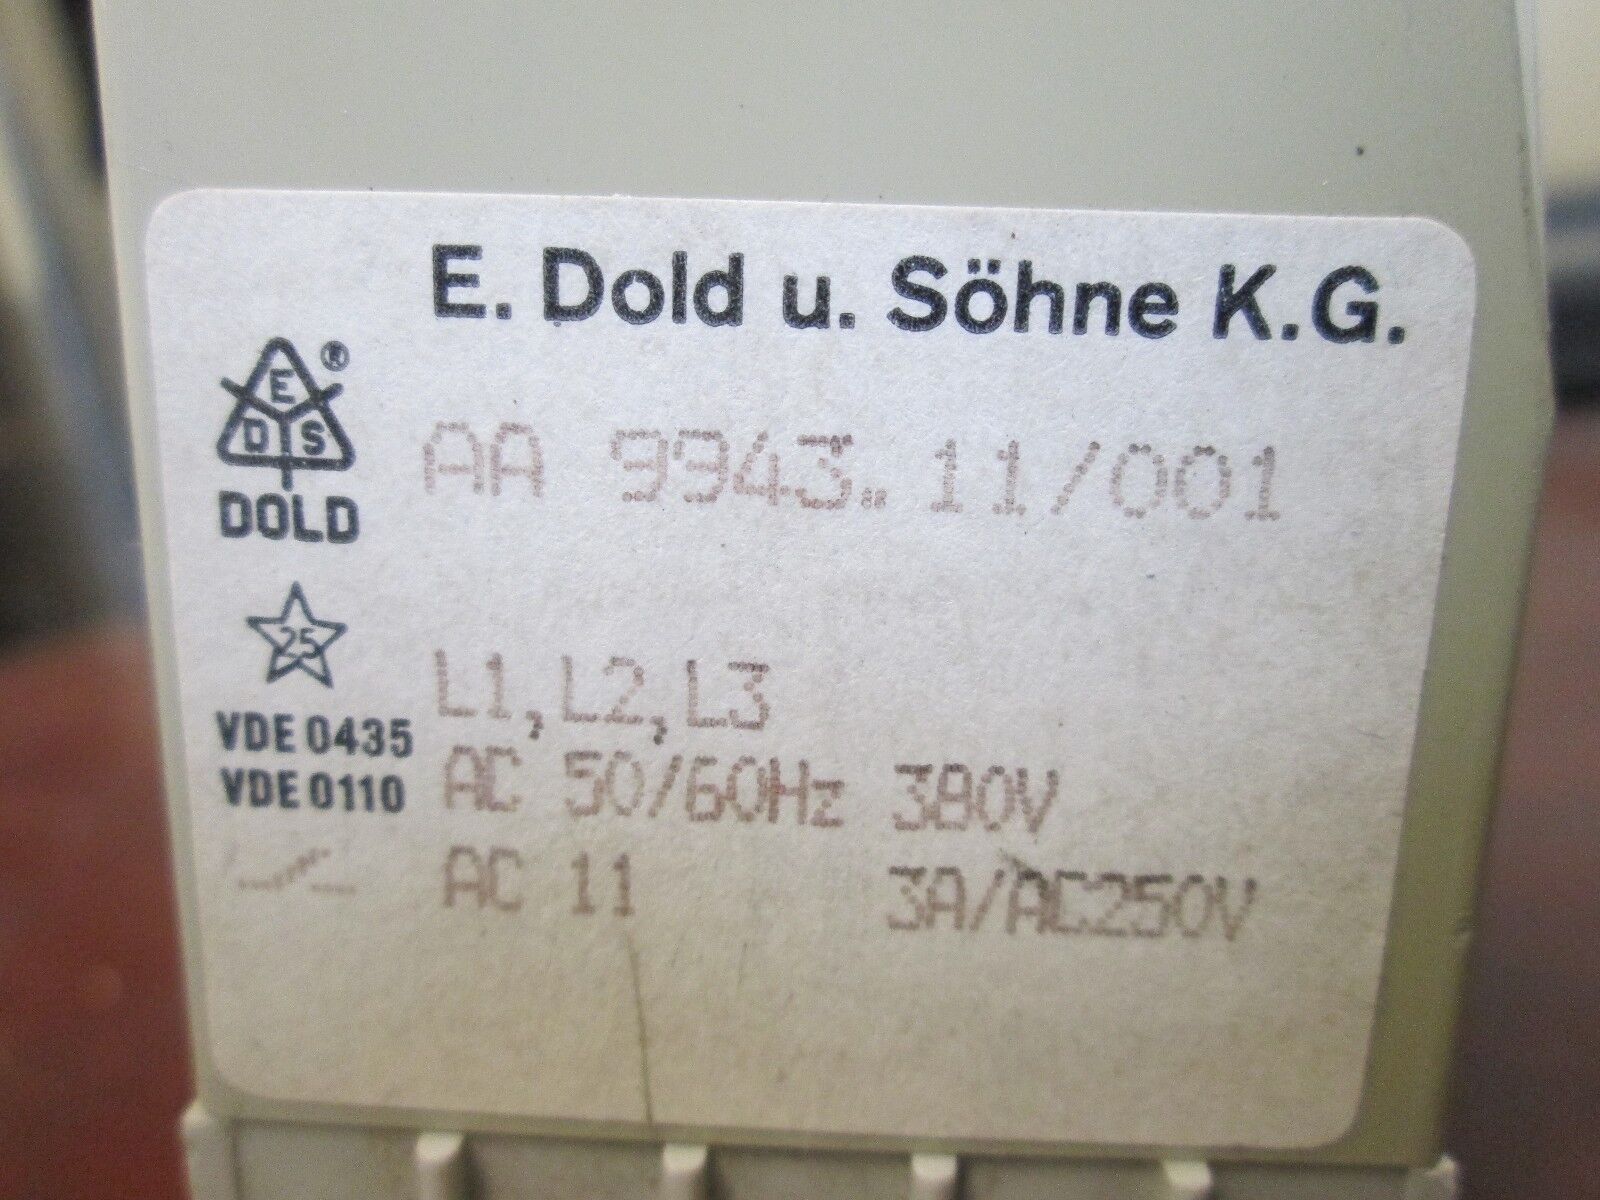 E. Dold u. Söhne K.G.
E
D S
®
DOLD
AA 9943.11/001
25
VDE 0435
VDE 0110
L1,L2,L3
AC 50/60Hz 380V
AC 11 3A/AC250V